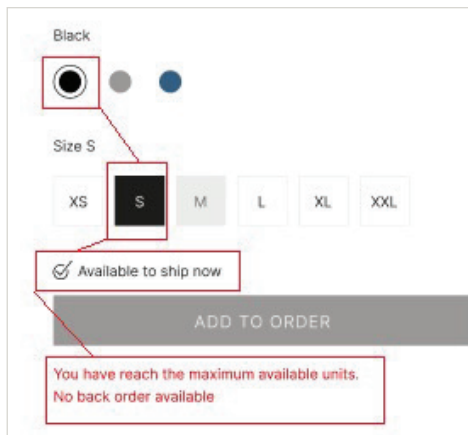 Black
Size S
XS S M L XL XXL
Available to ship now
ADD TO ORDER
You have reach the maximum available units.
No back order available